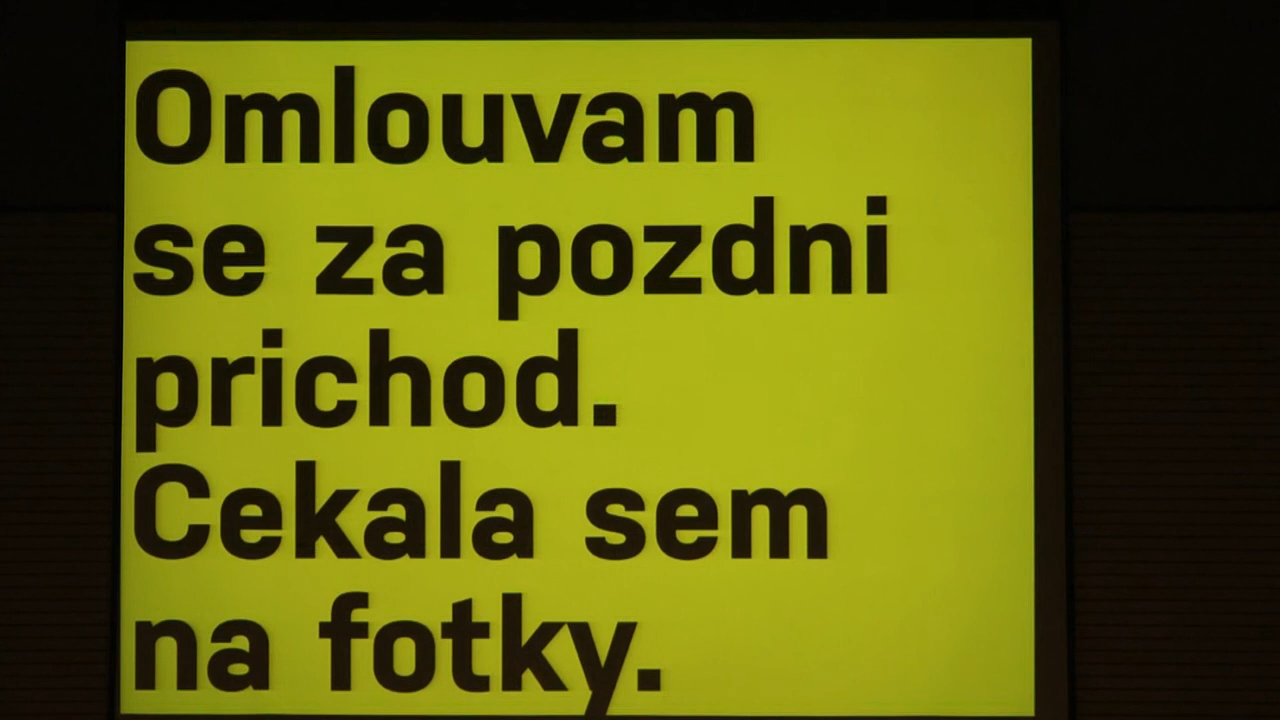 Omlouvam
se za pozdni
prichod.
Cekala sem
na fotky.